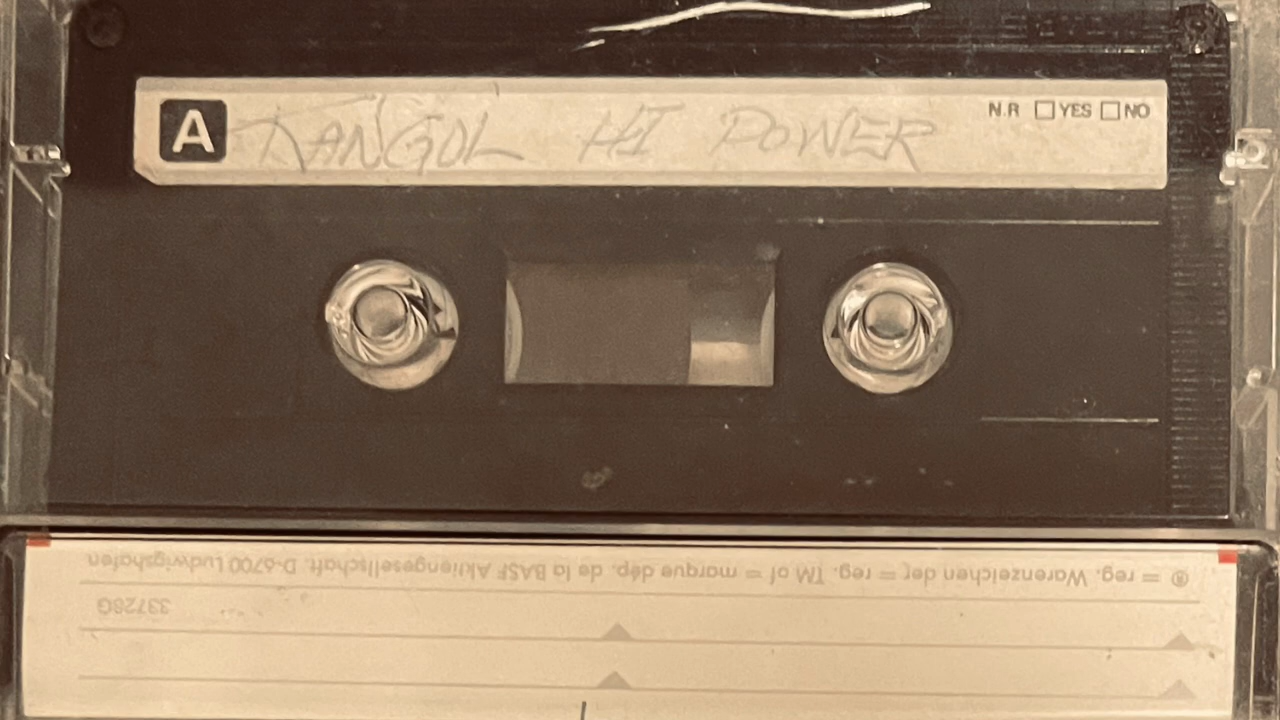 A KANGOL HI POWER N.R YES NO
® = reg. Warenzeichen der = reg. TM of = marque dép. de la BASF Aktiengesellschaft. D-6700 Ludwigshafen
33728G